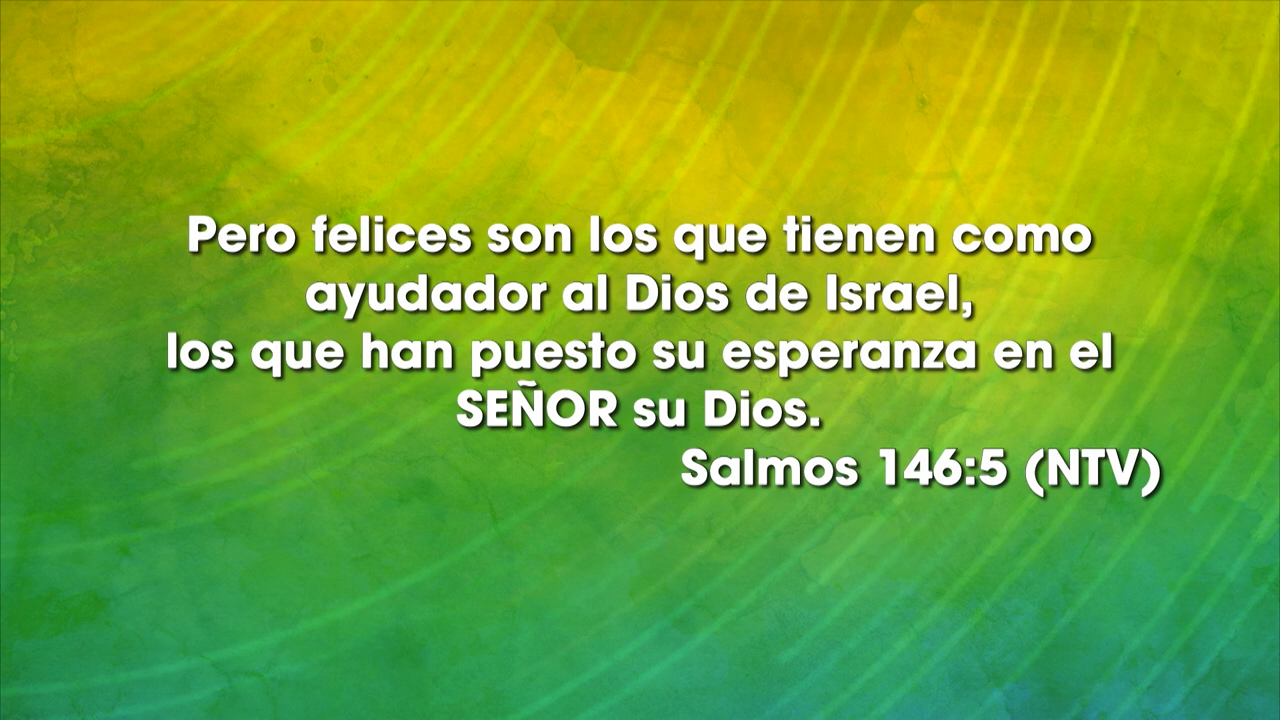 Pero felices son los que tienen como
ayudador al Dios de Israel,
los que han puesto su esperanza en el
SEÑOR su Dios.
Salmos 146:5 (NTV)